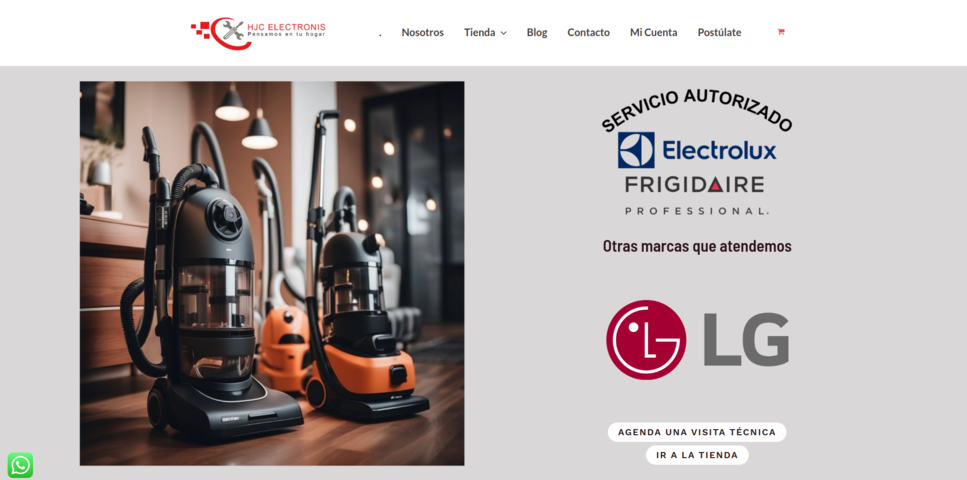 HJC ELECTRONIS
Pensamos en tu hogar
.
Nosotros
Tienda
Blog
Contacto
Mi Cuenta
Postúlate
SERVICIO AUTORIZADO
Electrolux
FRIGIDAIRE
PROFESSIONAL®
Otras marcas que atendemos
LG
LG
AGENDA UNA VISITA TÉCNICA
IR A LA TIENDA